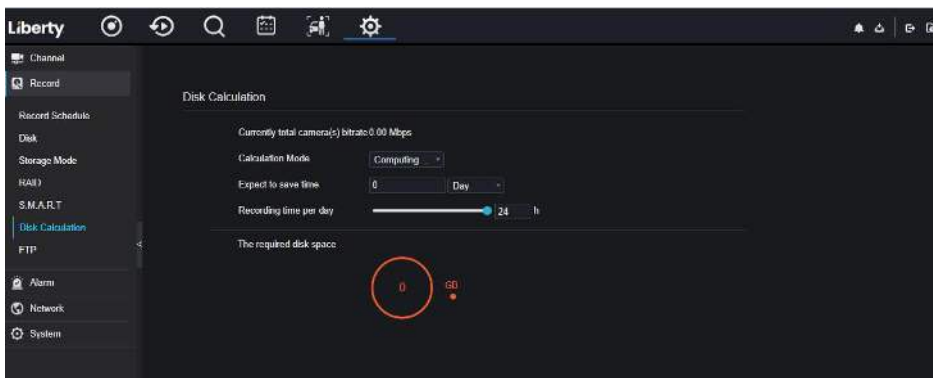 Liberty
Channel
Record
Record Schedule
Disk
Storage Mode
RAID
S.M.A.R.T
Disk Calculation
FTP
Alarm
Network
System
Disk Calculation
Currently total camera(s) bitrate:0.00 Mbps
Calculation Mode
Computing ...
Expect to save time
0
Day
Recording time per day
24
h
The required disk space
0
GB